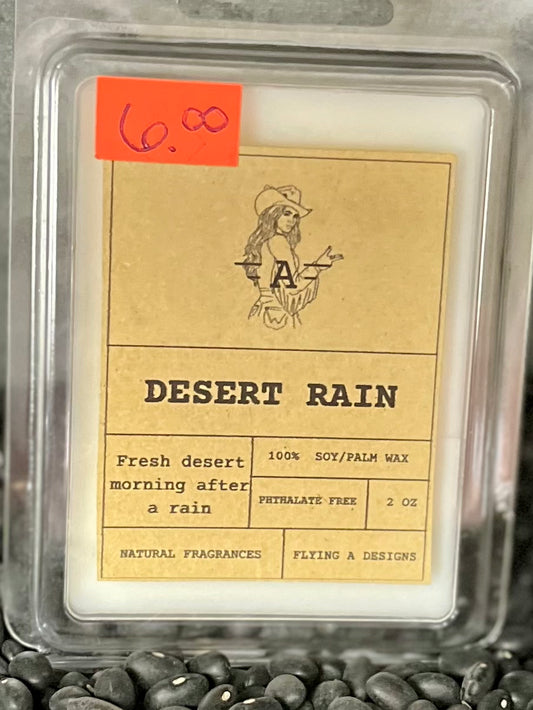 6.00
A
DESERT RAIN
Fresh desert
morning after
a rain
100% SOY/PALM WAX
PHTHALATE FREE
2 OZ
NATURAL FRAGRANCES
FLYING A DESIGNS